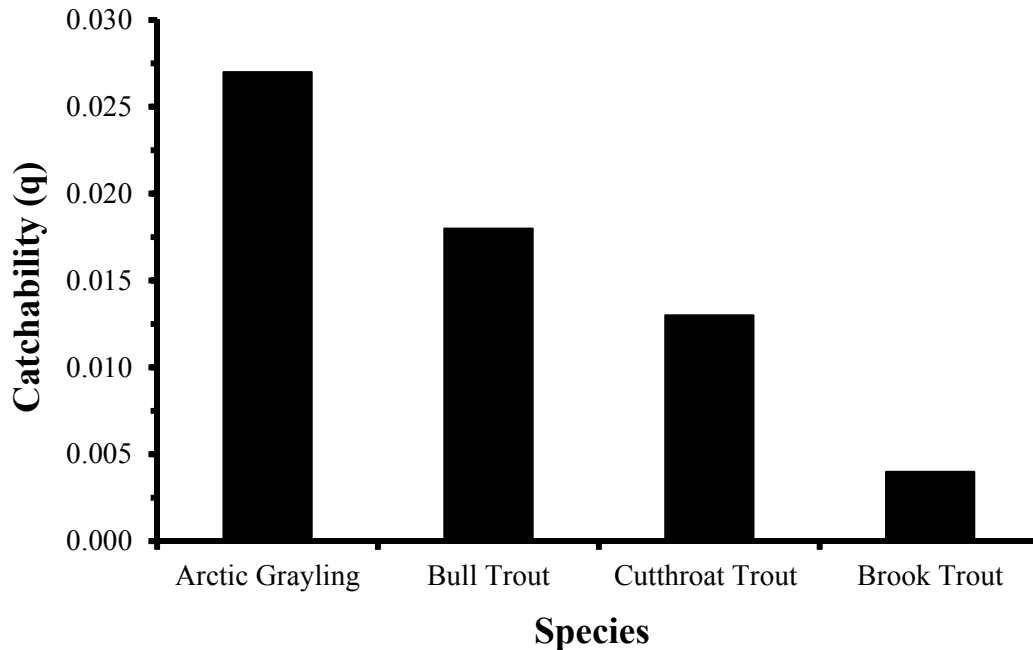 0.030
0.025
0.020
0.015
0.010
0.005
0.000
Catchability (q)
Arctic Grayling
Bull Trout
Cutthroat Trout
Brook Trout
Species